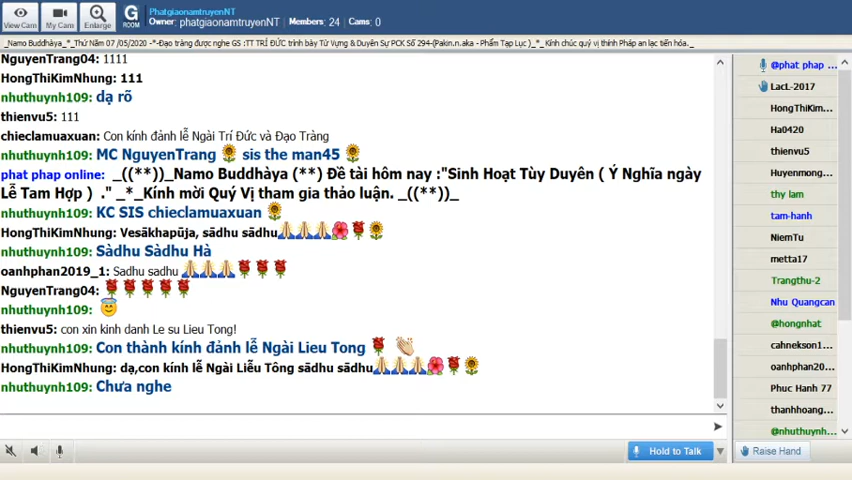 PhatgiaonamtruyenNT
Owner: phatgiaonamtruyenNT Members: 24 Cams: 0
View Cam My Cam Enlarge G ROOM
_Namo Buddhàya_*_Thứ Năm 07 /05/2020 -*-Đạo tràng được nghe GS :TT TRÍ ĐỨC trình bày Từ Vựng & Duyên Sự PCK Số 294-(Pakin.n.aka - Phẩm Tạp Lục )_*_ Kính chúc quý vị thính Pháp an lạc tiến hóa._
NguyenTrang04: 1111
HongThiKimNhung: 111
nhuthuynh109: dạ rõ
thienvu5: 111
chieclamuaxuan: Con kính đảnh lễ Ngài Trí Đức và Đạo Tràng
nhuthuynh109: MC NguyenTrang sis the man45
phat phap online: _((**))_Namo Buddhàya (**) Đề tài hôm nay :"Sinh Hoạt Tùy Duyên ( Ý Nghĩa ngày
Lễ Tam Hợp ) ." _*_Kính mời Quý Vị tham gia thảo luận. _((**))_
nhuthuynh109: KC SIS chieclamuaxuan
HongThiKimNhung: Vesākhapūja, sādhu sādhu
nhuthuynh109: Sàdhu Sàdhu Hà
oanhphan2019_1: Sadhu sadhu
NguyenTrang04:
nhuthuynh109:
thienvu5: con xin kinh danh Le su Lieu Tong!
nhuthuynh109: Con thành kính đảnh lễ Ngài Lieu Tong
HongThiKimNhung: dạ,con kính lễ Ngài Liễu Tông sādhu sādhu
nhuthuynh109: Chưa nghe
@phat phap ...
LacL-2017
HongThiKim...
Ha0420
thienvu5
Huyenmong...
thy lam
tam-hanh
NiemTu
metta17
Trangthu-2
Nhu Quangcan
@hongnhat
cahnekson1...
oanhphan20...
Phuc Hanh 77
thanhhoang...
@nhuthuynh...
Hold to Talk
Raise Hand